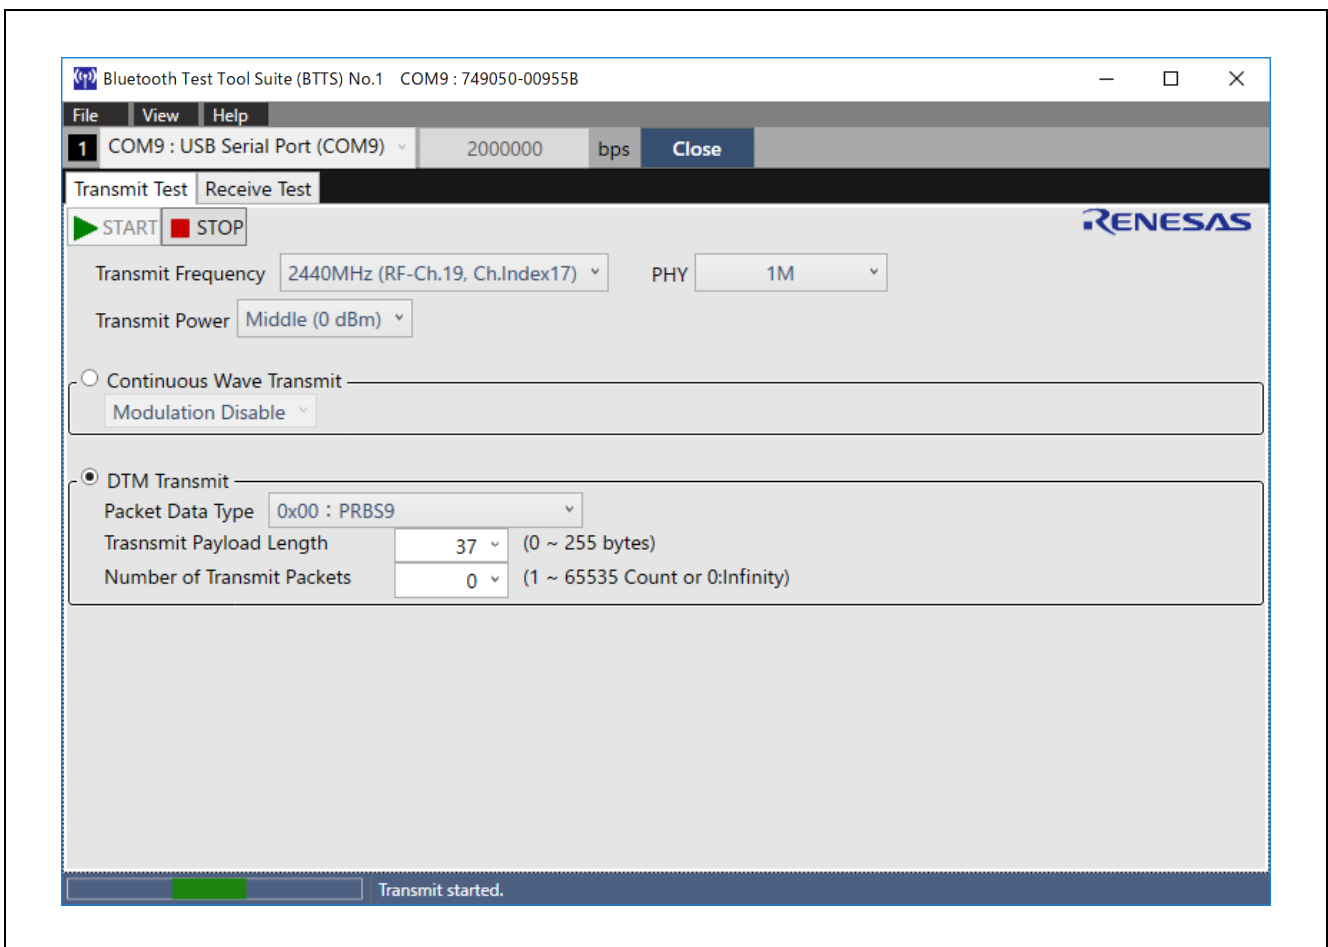 Bluetooth Test Tool Suite (BTTS) No.1 COM9 : 749050-00955B
File View Help
1 COM9 : USB Serial Port (COM9) 2000000 bps Close
Transmit Test Receive Test
START STOP RENESAS
Transmit Frequency 2440MHz (RF-Ch.19, Ch.Index17) PHY 1M
Transmit Power Middle (0 dBm)
Continuous Wave Transmit
Modulation Disable
DTM Transmit
Packet Data Type 0x00 : PRBS9
Trasnsmit Payload Length 37 (0 ~ 255 bytes)
Number of Transmit Packets 0 (1 ~ 65535 Count or 0:Infinity)
Transmit started.